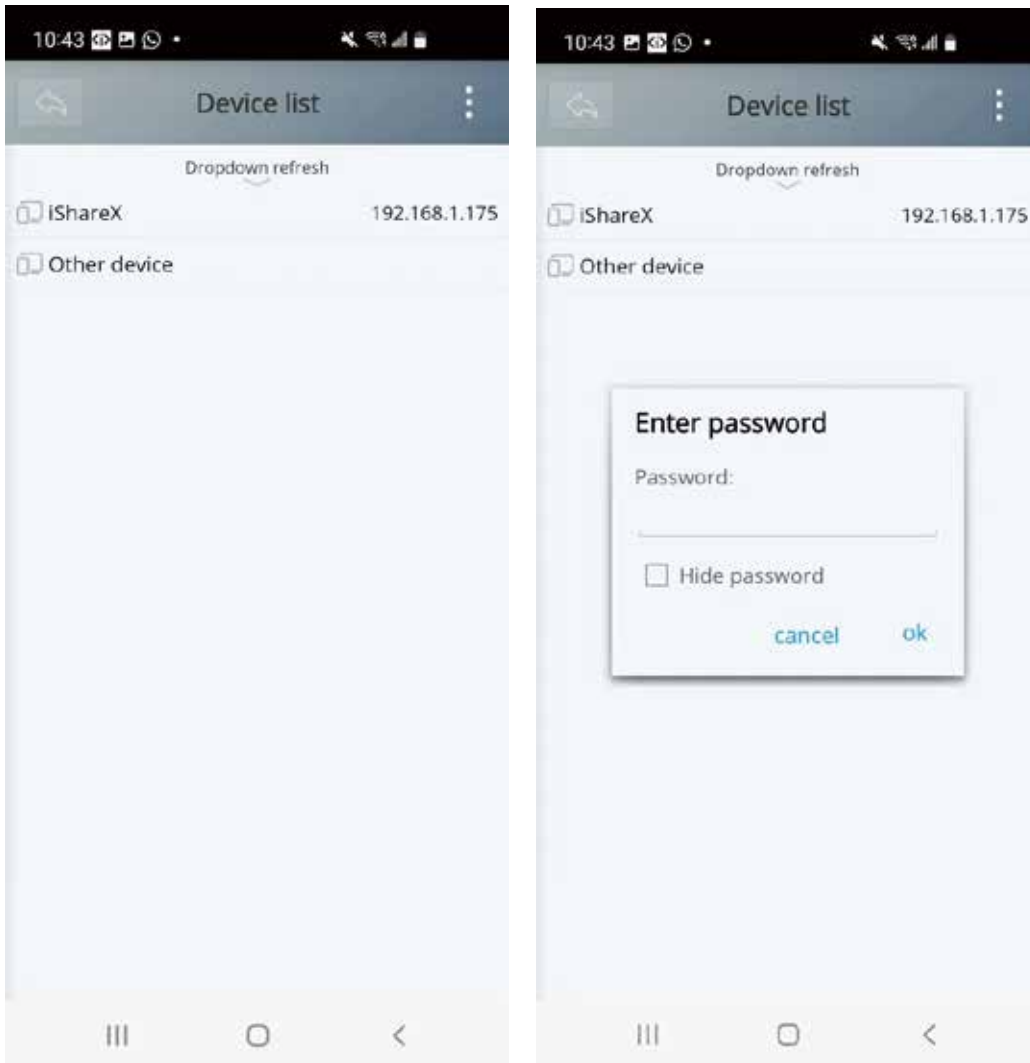 10:43
Device list
Dropdown refresh
iShareX 192.168.1.175
Other device
10:43
Device list
Dropdown refresh
iShareX 192.168.1.175
Other device
Enter password
Password:
Hide password
cancel ok